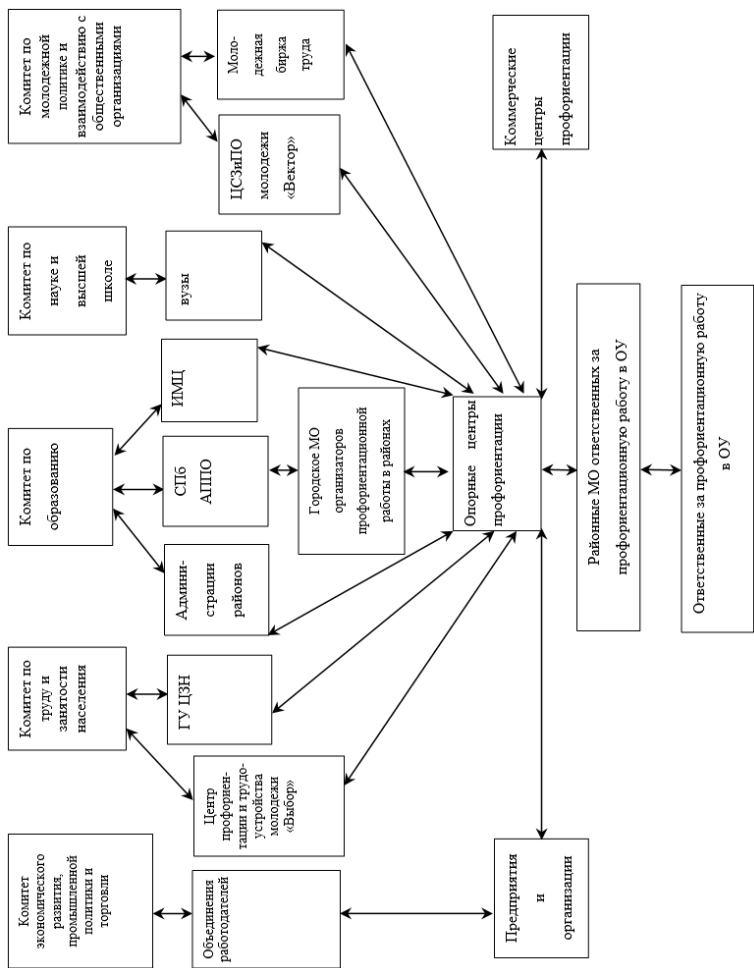 Комитет
экономического
развития,
промышленной
политики и
торговли
Комитет по
труду и
занятости
населения
Комитет по
образованию
Комитет по
науке и
высшей
школе
Комитет по
молодежной
политике и
взаимодействию с
общественными
организациями
Объединения
работодателей
Центр
профориен-
тации и трудо-
устройства
молодежи
«Выбор»
ГУ ЦЗН
Админи-
страции
районов
СПб
АППО
ИМЦ
вузы
ЦСЗиПО
молодежи
«Вектор»
Моло-
дежная
биржа
труда
Городское МО
организаторов
профориентационной
работы в районах
Опорные центры
профориентации
Предприятия
и
организации
Коммерческие
центры
профориентации
Районные МО ответственных за
профориентационную работу в ОУ
Ответственные за профориентационную работу
в ОУ